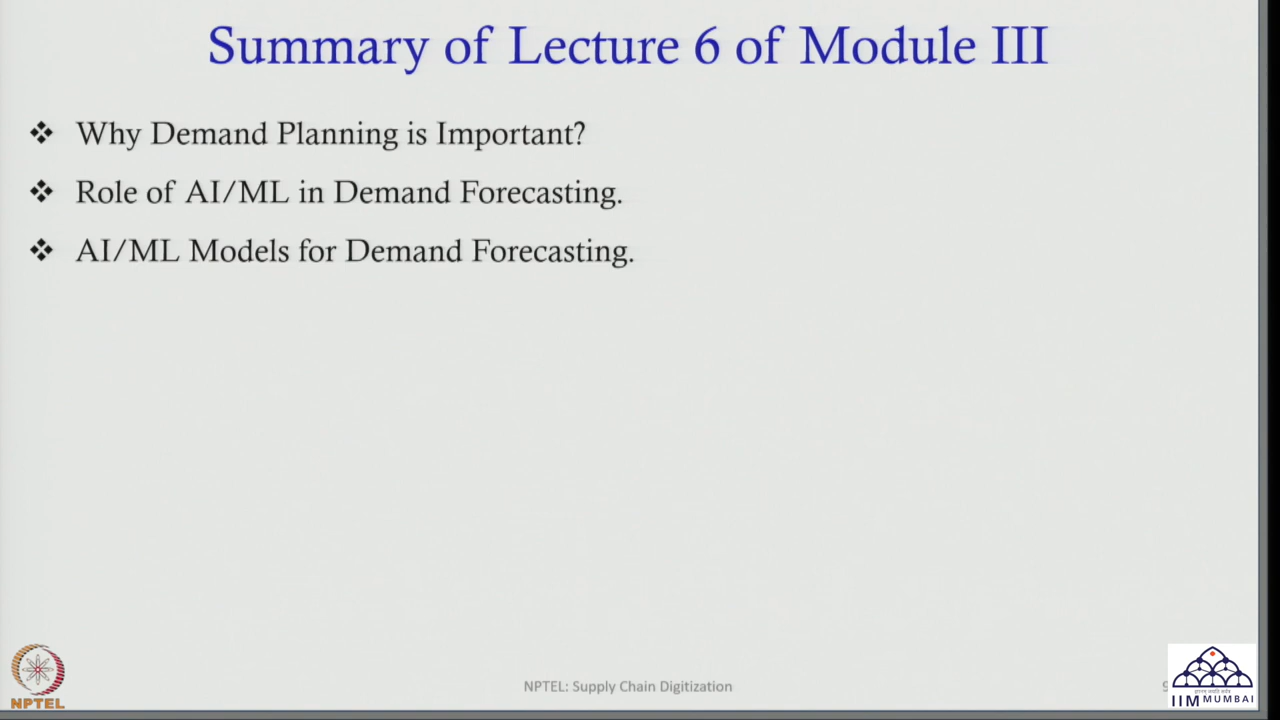 Summary of Lecture 6 of Module III
❖ Why Demand Planning is Important?
❖ Role of AI/ML in Demand Forecasting.
❖ AI/ML Models for Demand Forecasting.
NPTEL
NPTEL: Supply Chain Digitization
IIM MUMBAI